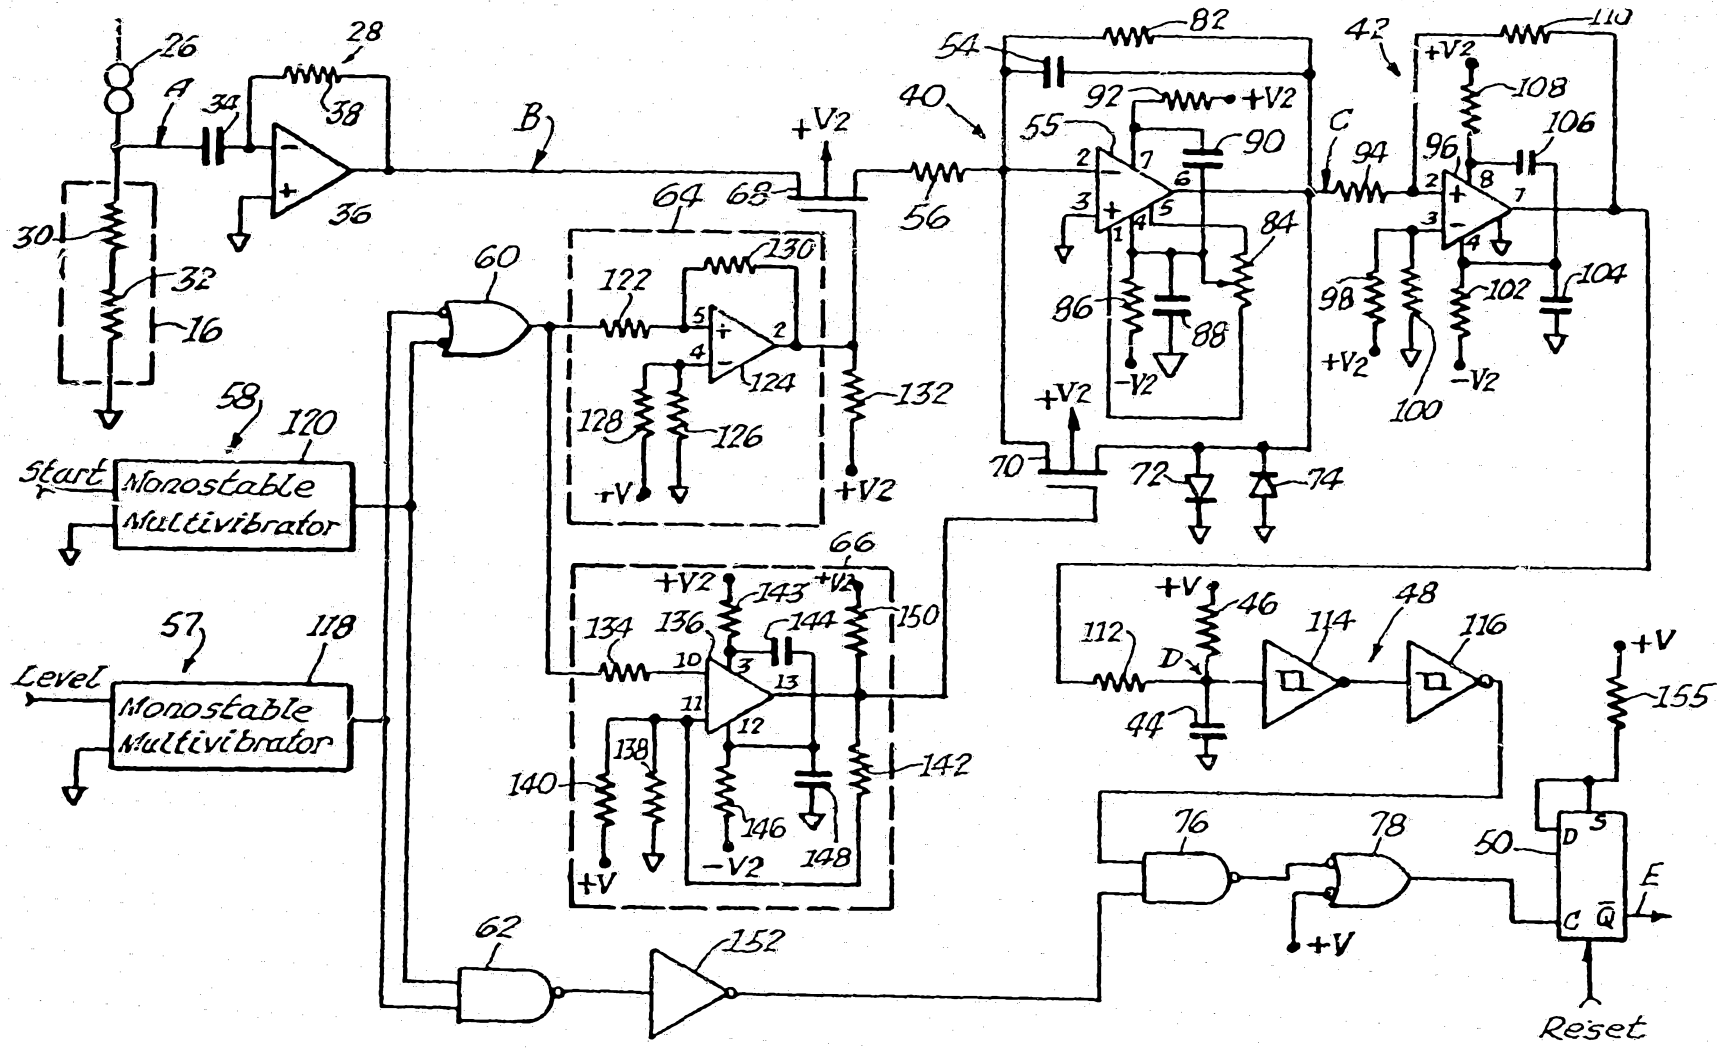 26
28
A
34
38
−
+
36
B
30
32
16
+V2
68
64
82
54
40
92
+V2
55
90
2
7
6
−
+
3
4
5
1
56
84
86
88
−V2
42
110
+V2
108
106
C
94
96
2
8
+
7
3
−
4
98
102
104
+V2
−V2
100
60
122
130
5
+
2
4
−
124
128
126
132
+V
+V2
+V2
70
72
74
58
120
Start
Monostable
Multivibrator
57
118
Level
Monostable
Multivibrator
66
+V2
+V2
143
150
134
136
144
10
3
13
11
12
138
140
142
146
148
+V
−V2
+V
46
48
114
116
112
D
44
+V
155
76
78
50
D
S
E
C
Q̅
+V
62
152
Reset